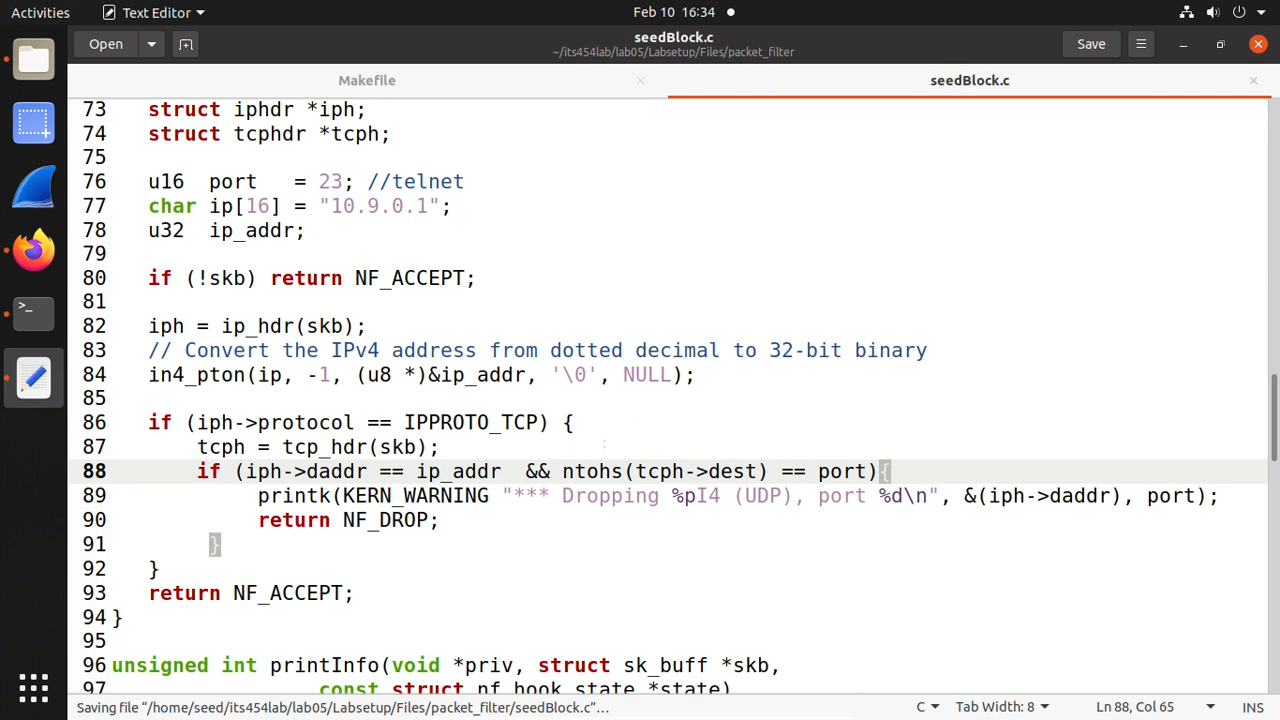 Activities Text Editor Feb 10 16:34
Open seedBlock.c Save
~/its454lab/lab05/Labsetup/Files/packet_filter
Makefile seedBlock.c
73 struct iphdr *iph;
74 struct tcphdr *tcph;
75
76 u16 port = 23; //telnet
77 char ip[16] = "10.9.0.1";
78 u32 ip_addr;
79
80 if (!skb) return NF_ACCEPT;
81
82 iph = ip_hdr(skb);
83 // Convert the IPv4 address from dotted decimal to 32-bit binary
84 in4_pton(ip, -1, (u8 *)&ip_addr, '\0', NULL);
85
86 if (iph->protocol == IPPROTO_TCP) {
87 tcph = tcp_hdr(skb);
88 if (iph->daddr == ip_addr && ntohs(tcph->dest) == port){
89 printk(KERN_WARNING "*** Dropping %pI4 (UDP), port %d\n", &(iph->daddr), port);
90 return NF_DROP;
91 }
92 }
93 return NF_ACCEPT;
94 }
95
96 unsigned int printInfo(void *priv, struct sk_buff *skb,
97 const struct nf_hook_state *state)
Saving file “/home/seed/its454lab/lab05/Labsetup/Files/packet_filter/seedBlock.c”… C Tab Width: 8 Ln 88, Col 65 INS